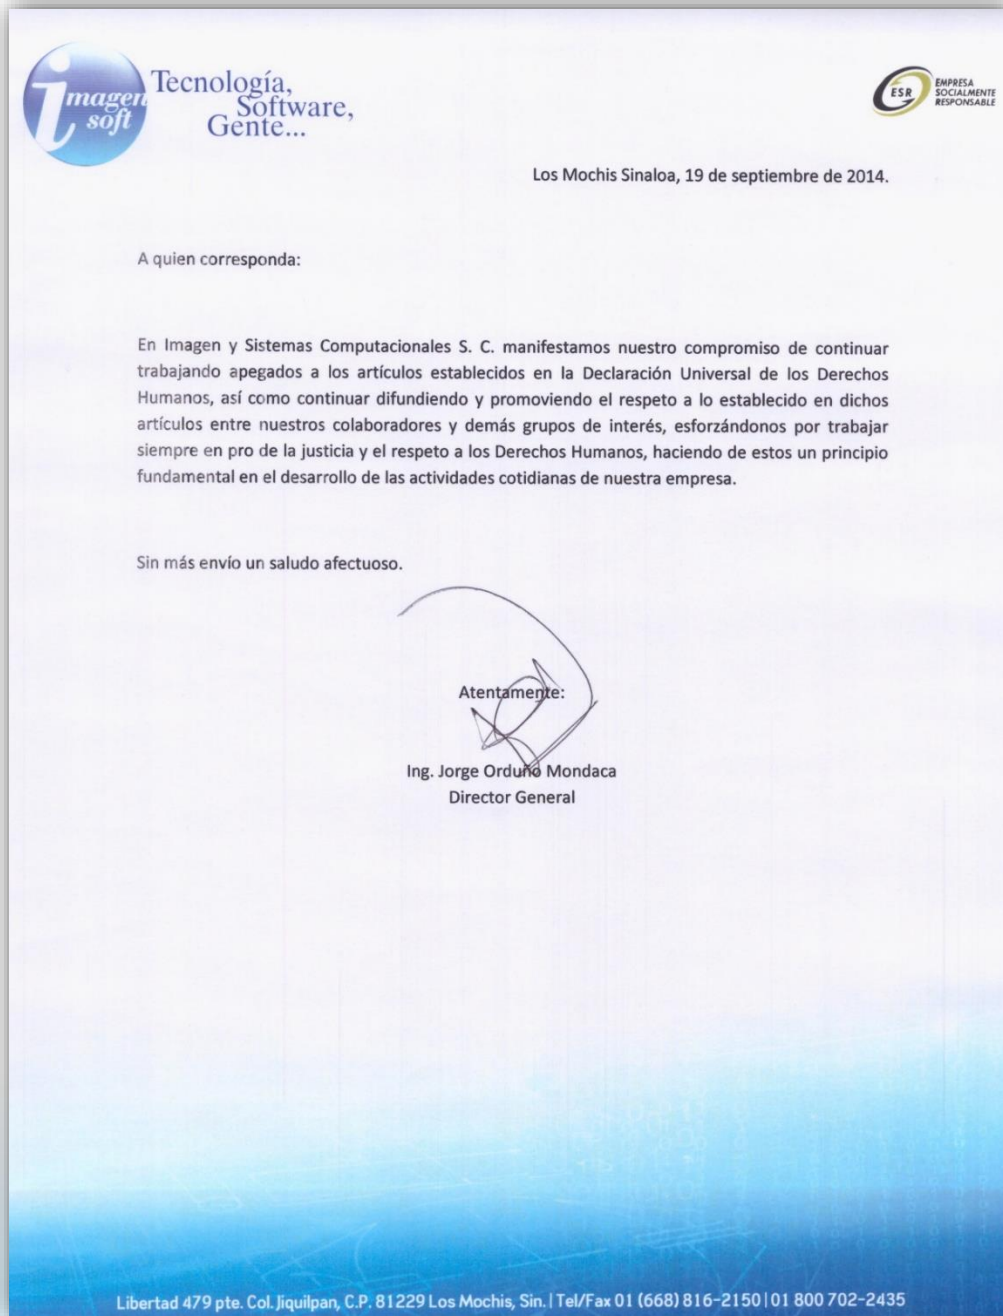 imagen
soft
Tecnología,
Software,
Gente...
ESR
EMPRESA
SOCIALMENTE
RESPONSABLE
Los Mochis Sinaloa, 19 de septiembre de 2014.
A quien corresponda:
En Imagen y Sistemas Computacionales S. C. manifestamos nuestro compromiso de continuar
trabajando apegados a los artículos establecidos en la Declaración Universal de los Derechos
Humanos, así como continuar difundiendo y promoviendo el respeto a lo establecido en dichos
artículos entre nuestros colaboradores y demás grupos de interés, esforzándonos por trabajar
siempre en pro de la justicia y el respeto a los Derechos Humanos, haciendo de estos un principio
fundamental en el desarrollo de las actividades cotidianas de nuestra empresa.
Sin más envío un saludo afectuoso.
Atentamente:
Ing. Jorge Orduño Mondaca
Director General
Libertad 479 pte. Col. Jiquilpan, C.P. 81229 Los Mochis, Sin. | Tel/Fax 01 (668) 816-2150 | 01 800 702-2435